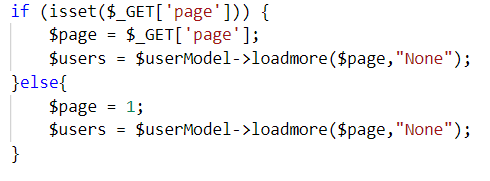 if (isset($_GET['page'])) {
    $page = $_GET['page'];
    $users = $userModel->loadmore($page,"None");
}else{
    $page = 1;
    $users = $userModel->loadmore($page,"None");
}